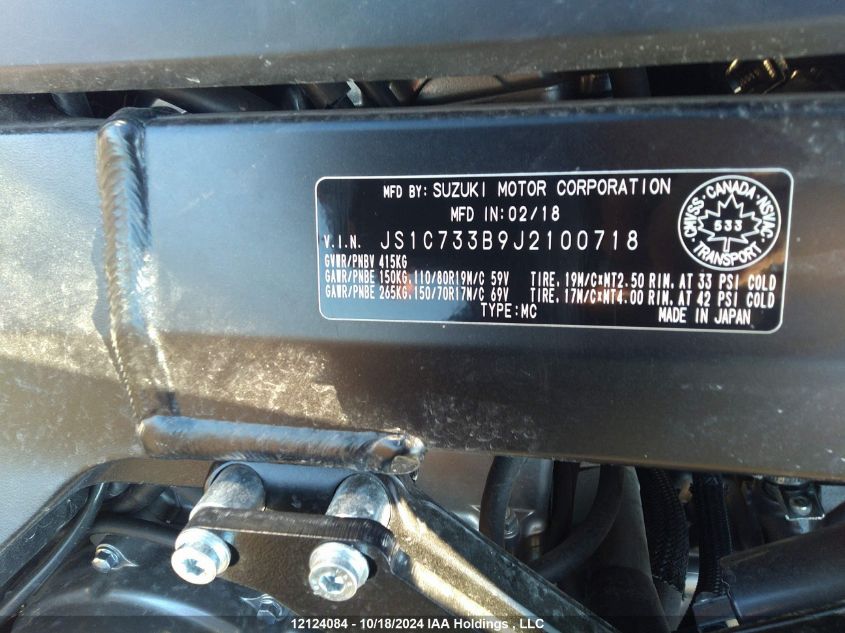 MFD BY: SUZUKI MOTOR CORPORATION
MFD IN: 02/18
V.I.N. JS1C733B9J2100718
GVWR/PNBV 415KG
GAWR/PNBE 150KG.110/80R19M/C 59V TIRE. 19M/C×MT2.50 RIM. AT 33 PSI COLD
GAWR/PNBE 265KG.150/70R17M/C 69V TIRE. 17M/C×MT4.00 RIM. AT 42 PSI COLD
TYPE: MC MADE IN JAPAN
CMVSS · CANADA · NSVAC
533
TRANSPORT
12124084 - 10/18/2024 IAA Holdings , LLC